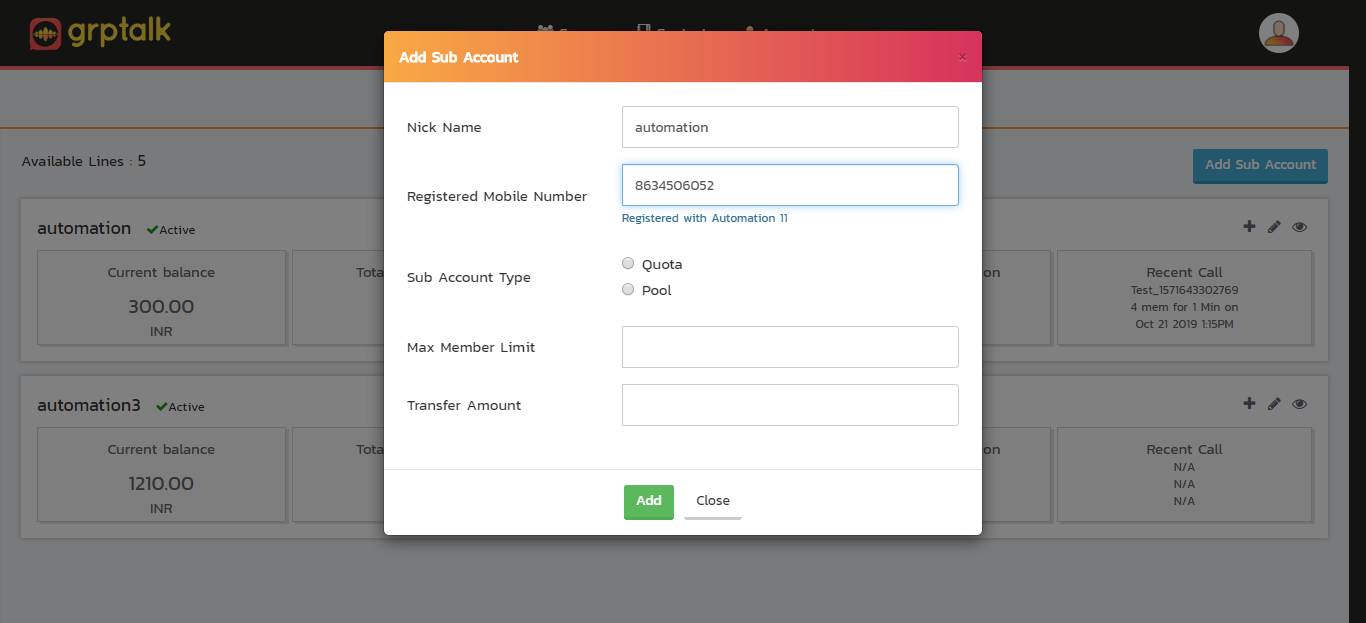 grptalk
Add Sub Account
×
Nick Name
automation
Available Lines : 5
Add Sub Account
Registered Mobile Number
8634506052
Registered with Automation 11
automation
Active
Sub Account Type
Quota
Pool
Current balance
300.00
INR
Tota
on
Recent Call
Test_1571643302769
4 mem for 1 Min on
Oct 21 2019 1:15PM
Max Member Limit
Transfer Amount
automation3
Active
Current balance
1210.00
INR
Tota
on
Recent Call
N/A
N/A
N/A
Add
Close